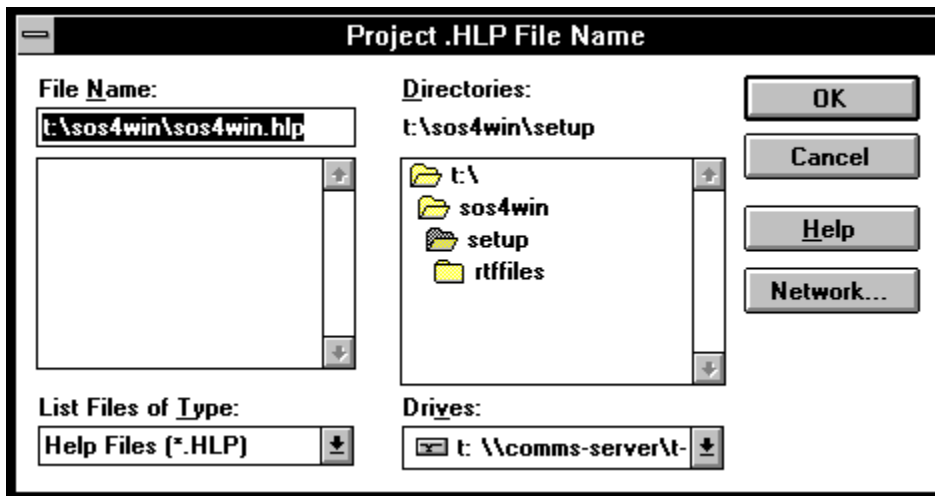 Project .HLP File Name
File Name:
t:\sos4win\sos4win.hlp
Directories:
t:\sos4win\setup
t:\
sos4win
setup
rtffiles
OK
Cancel
Help
Network...
List Files of Type:
Help Files (*.HLP)
Drives:
t: \\comms-server\t-